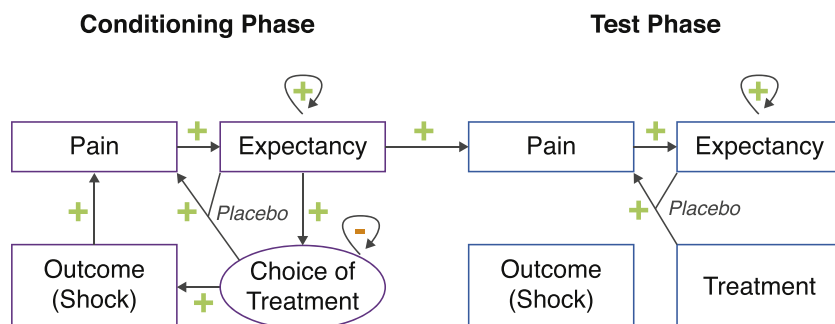 Conditioning Phase
Test Phase
+
+
Pain
+
Expectancy
+
Pain
+
Expectancy
+
+
Placebo
+
-
+
Placebo
Outcome
(Shock)
+
Choice of
Treatment
Outcome
(Shock)
Treatment